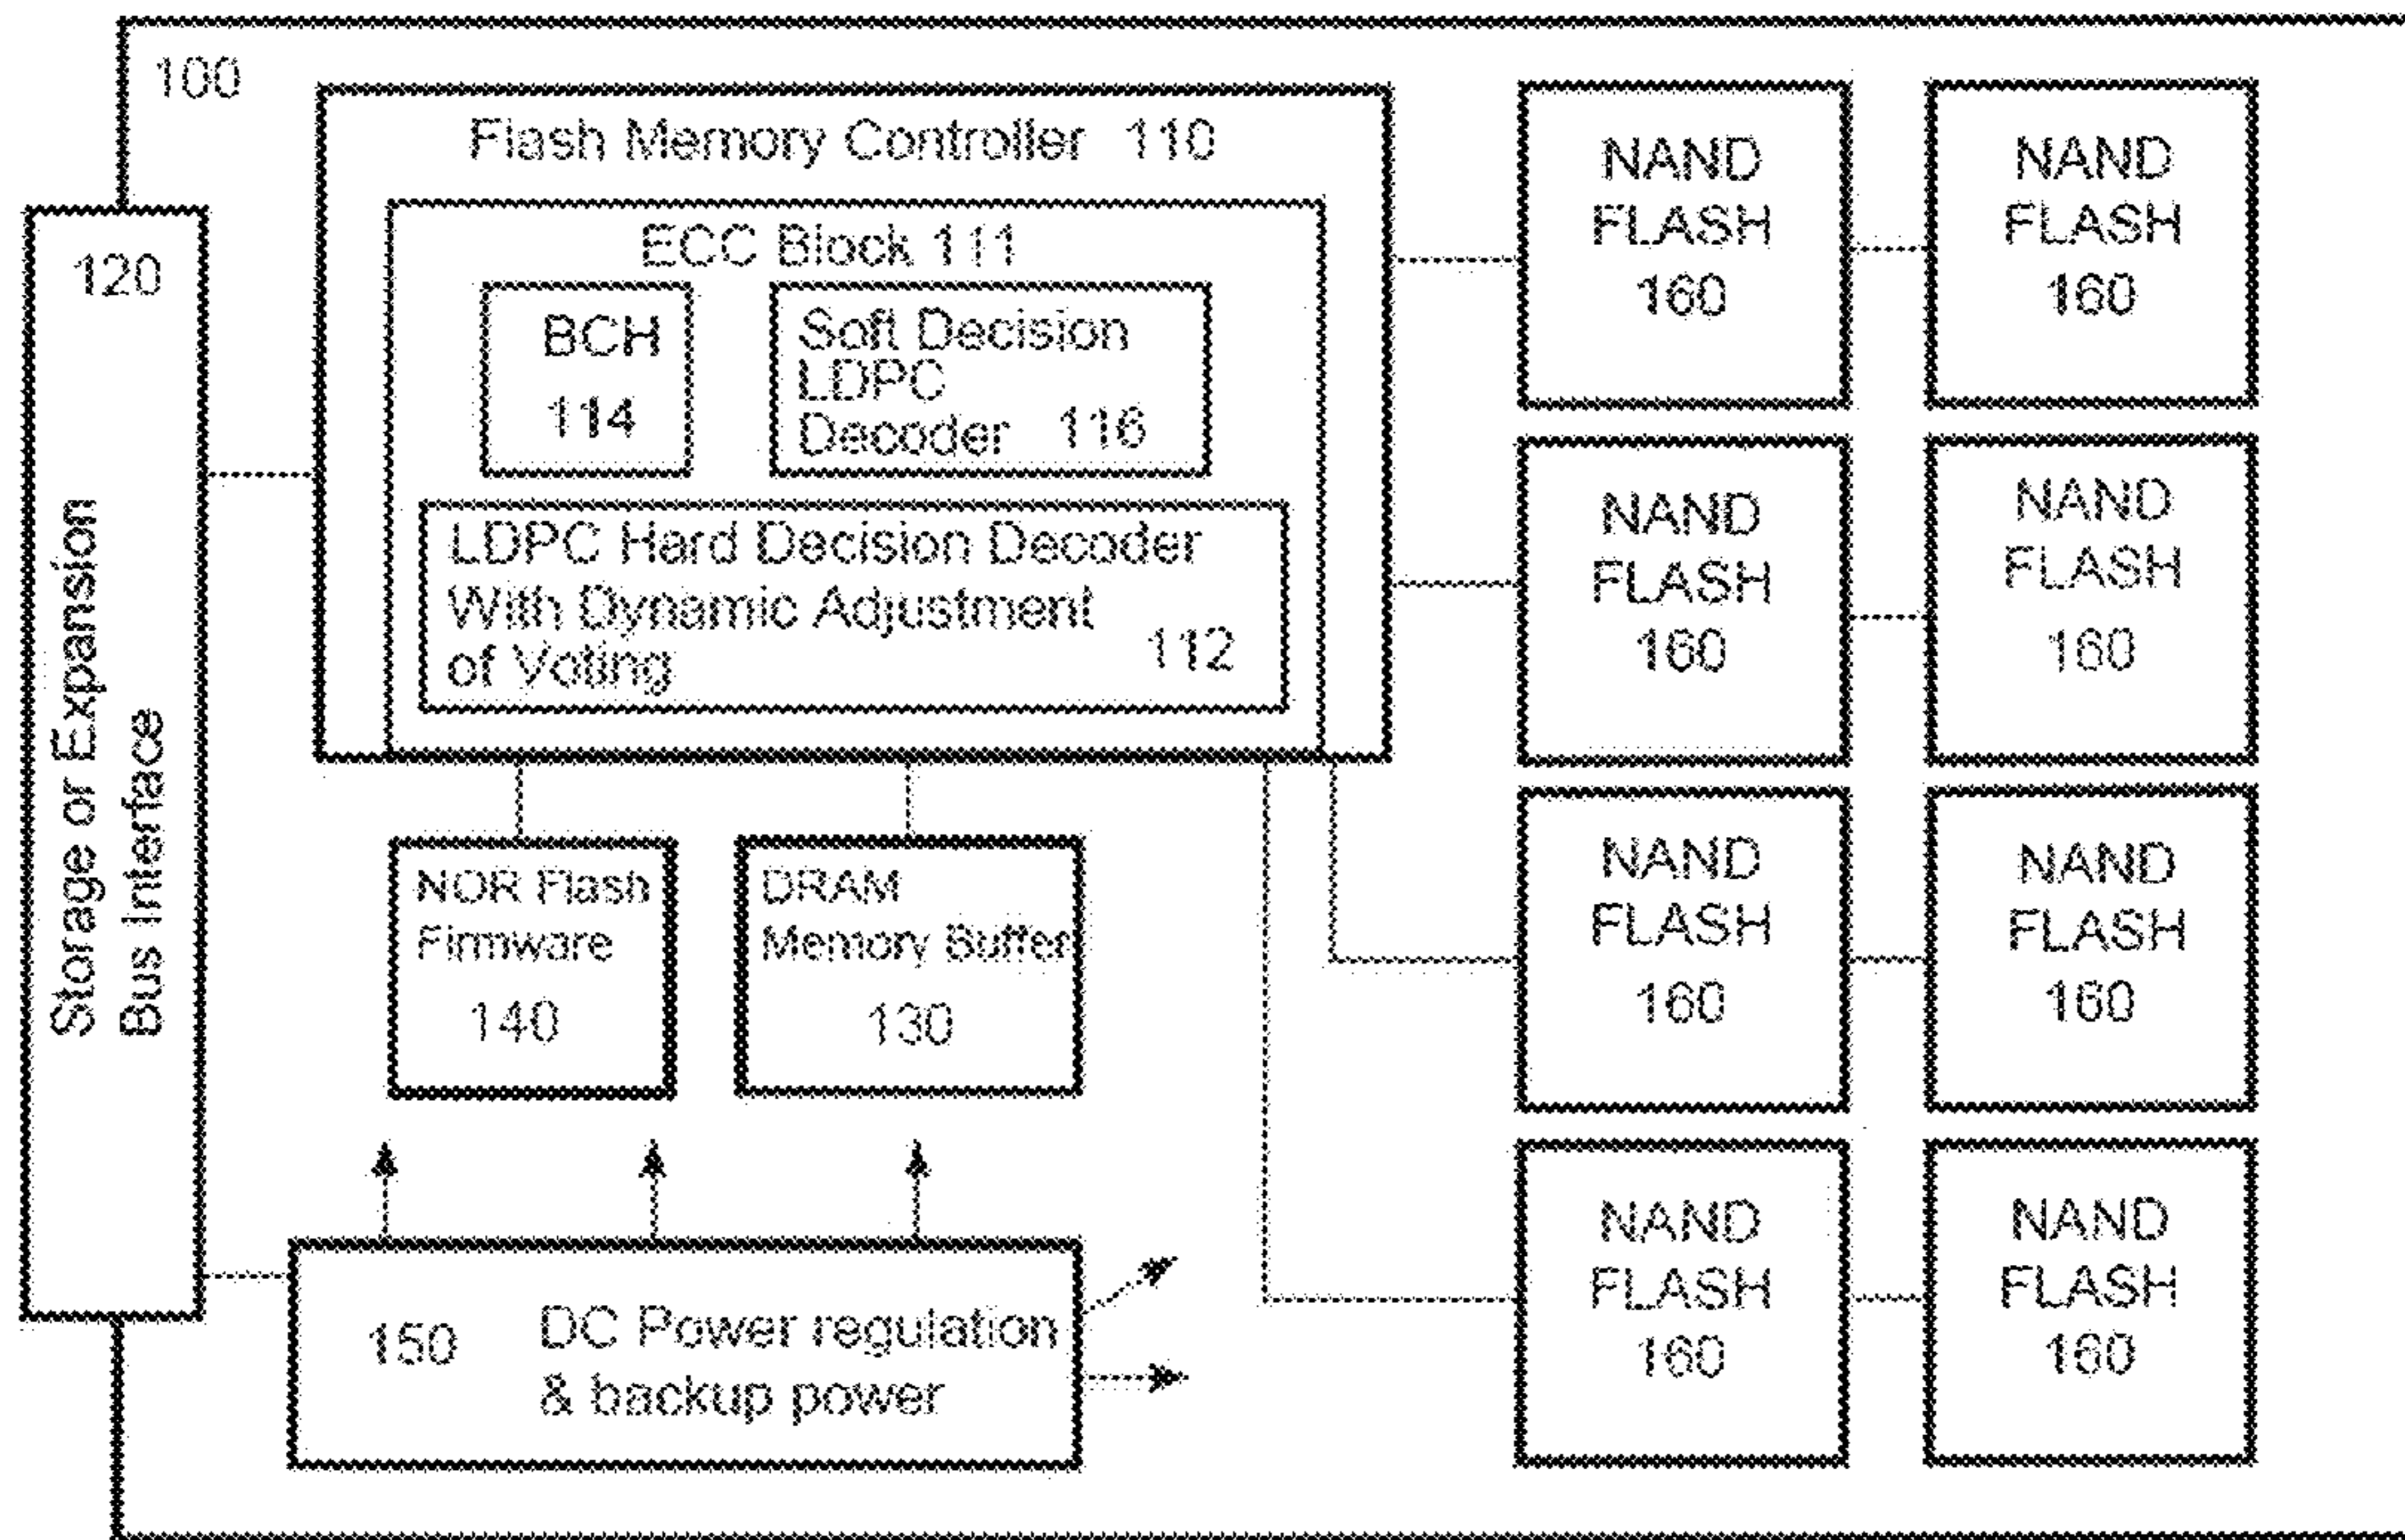 100
120
Storage or Expansion
Bus Interface
Flash Memory Controller 110
ECC Block 111
BCH
114
Soft Decision
LDPC
Decoder 116
LDPC Hard Decision Decoder
With Dynamic Adjustment
of Voting 112
NOR Flash
Firmware
140
DRAM
Memory Buffer
130
150
DC Power regulation
& backup power
NAND
FLASH
160
NAND
FLASH
160
NAND
FLASH
160
NAND
FLASH
160
NAND
FLASH
160
NAND
FLASH
160
NAND
FLASH
160
NAND
FLASH
160